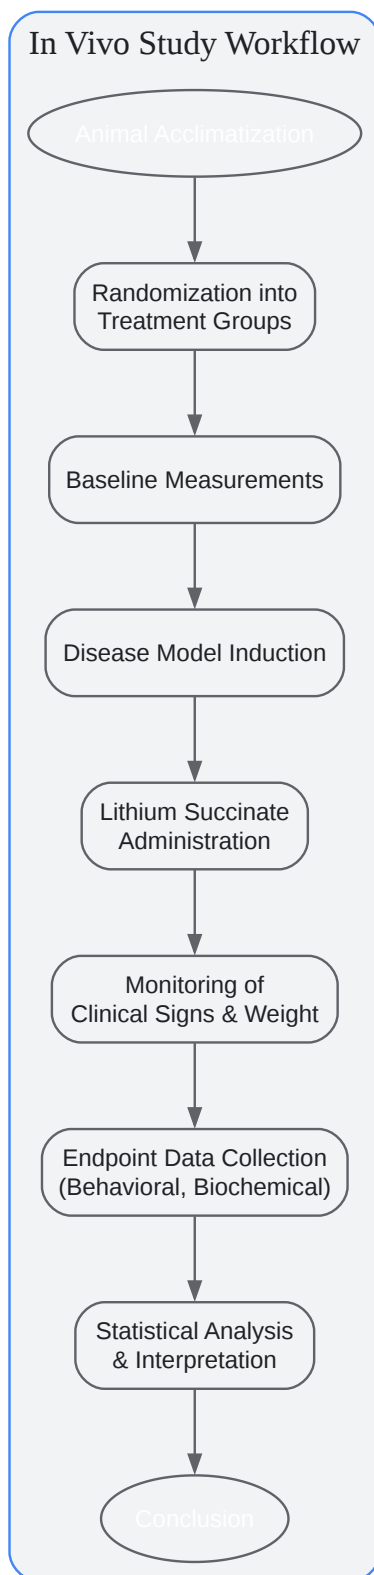 In Vivo Study Workflow
Animal Acclimatization
Randomization into
Treatment Groups
Baseline Measurements
Disease Model Induction
Lithium Succinate
Administration
Monitoring of
Clinical Signs & Weight
Endpoint Data Collection
(Behavioral, Biochemical)
Statistical Analysis
& Interpretation
Conclusion